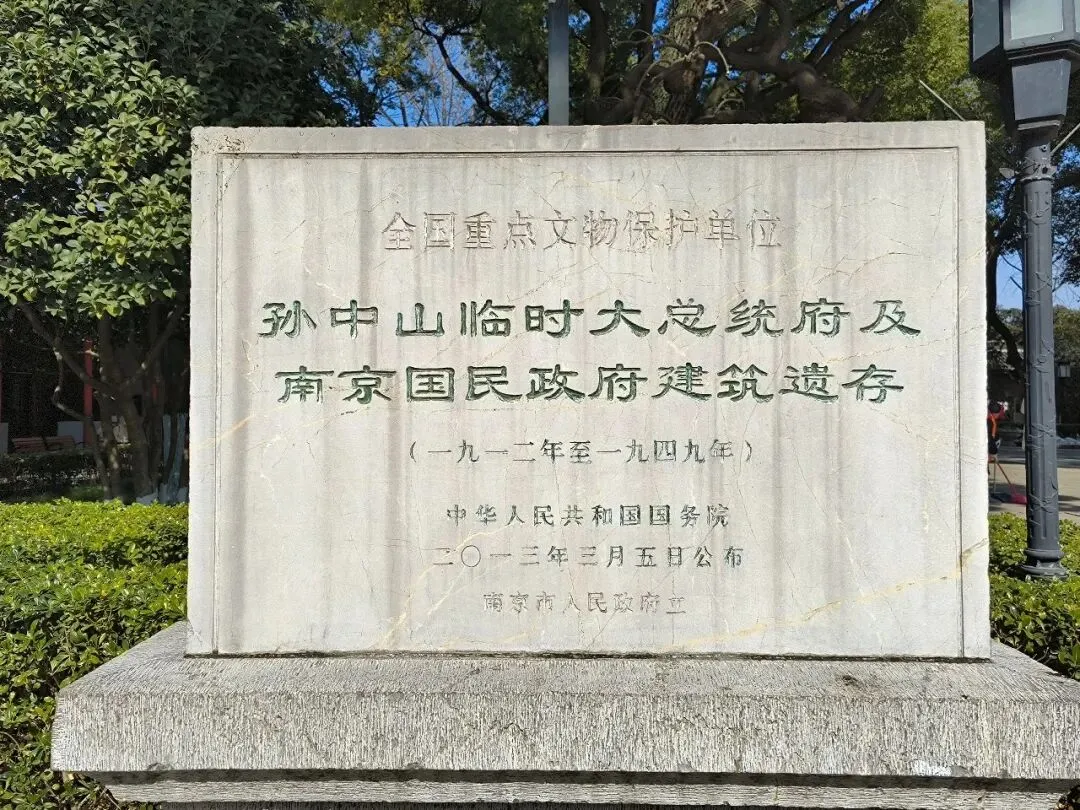 全国重点文物保护单位
孙中山临时大总统府及
南京国民政府建筑遗存
(一九一二年至一九四九年)
中华人民共和国国务院
二〇一三年三月五日公布
南京市人民政府立